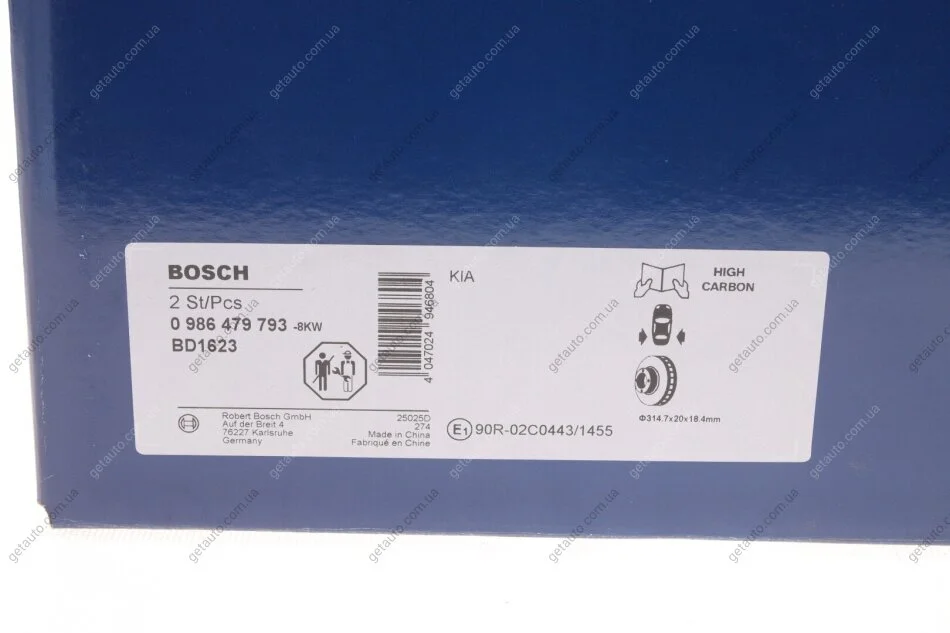 BOSCH
2 St/Pcs
0 986 479 793 -8KW
BD1623
4 047024 946804
KIA
HIGH
CARBON
Φ314.7x20x18.4mm
Robert Bosch GmbH
Auf der Breit 4
76227 Karlsruhe
Germany
25025D
274
Made in China
Fabriqué en Chine
E1 90R-02C0443/1455
getauto.com.ua